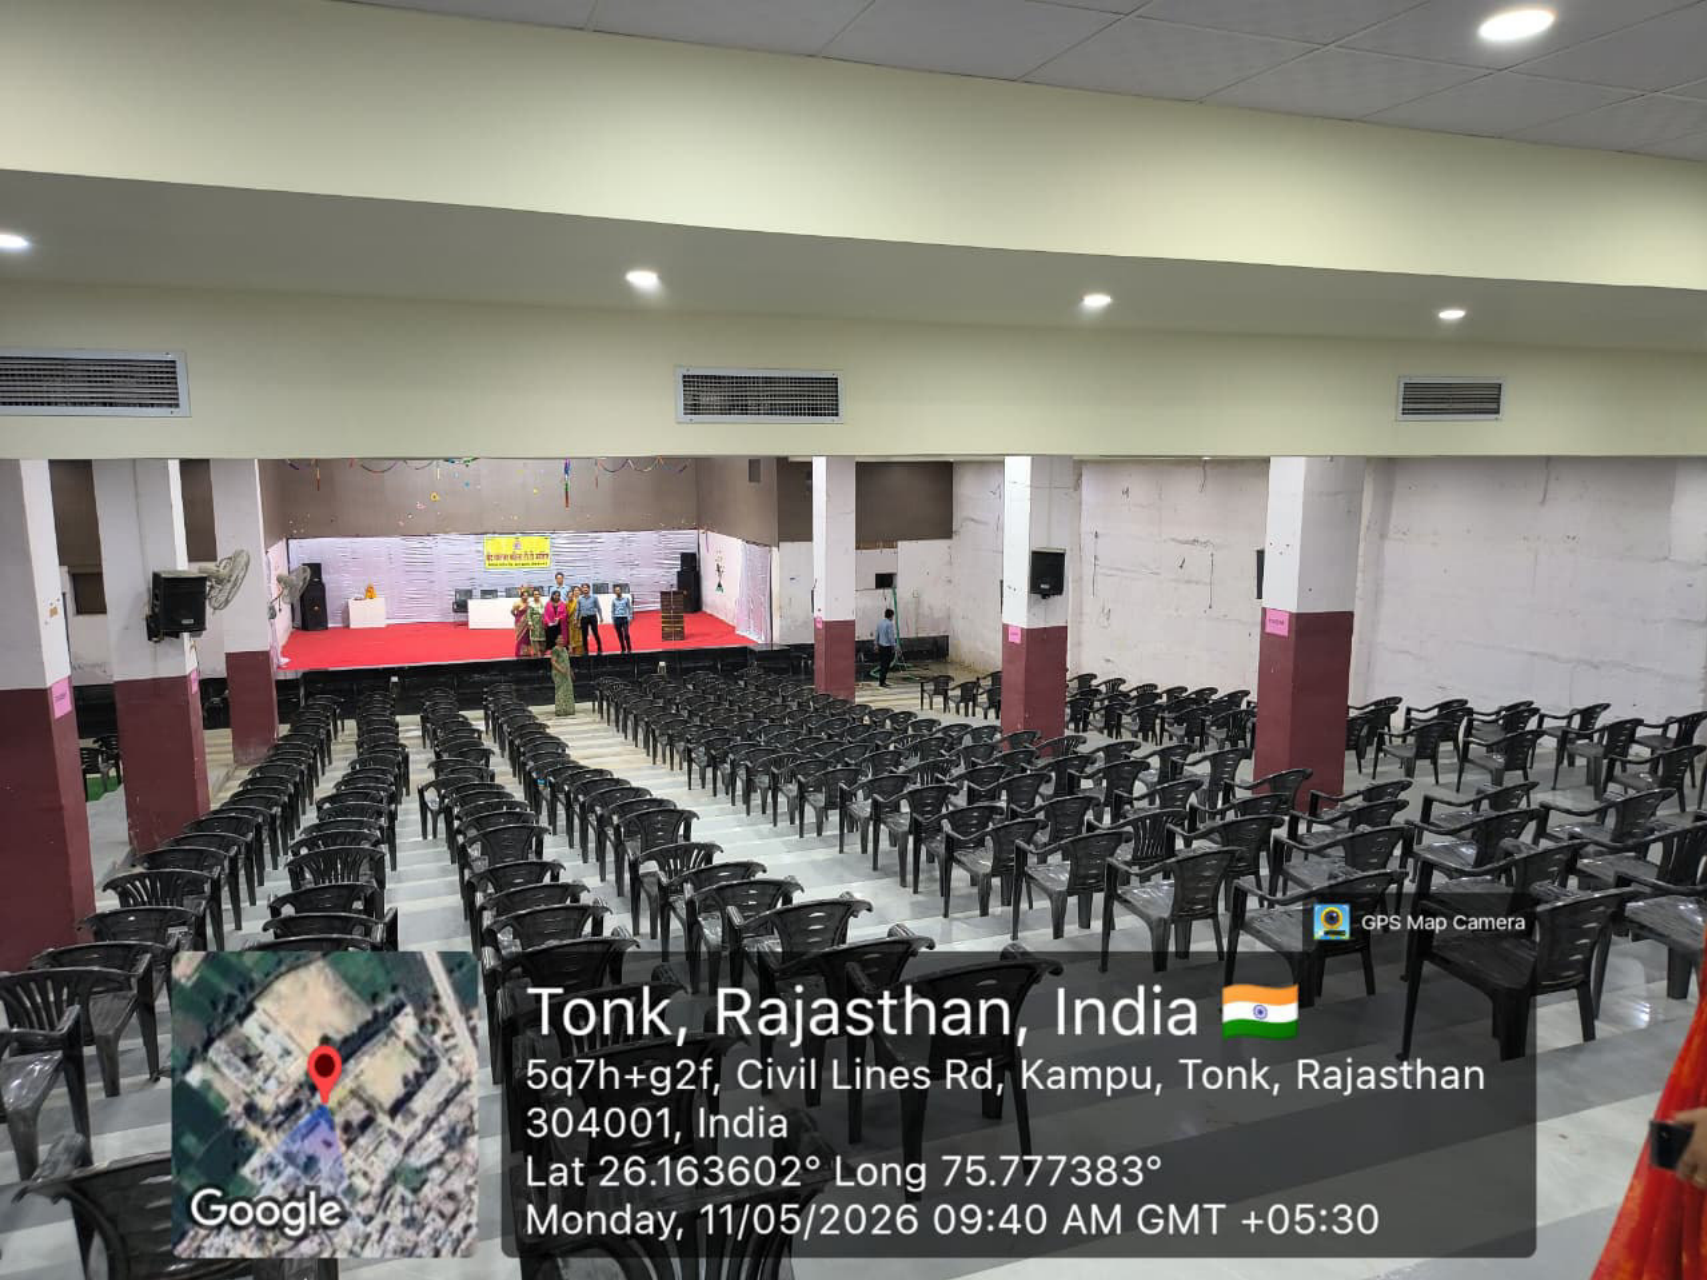 GPS Map Camera
Tonk, Rajasthan, India
5q7h+g2f, Civil Lines Rd, Kampu, Tonk, Rajasthan
304001, India
Lat 26.163602° Long 75.777383°
Monday, 11/05/2026 09:40 AM GMT +05:30
Google